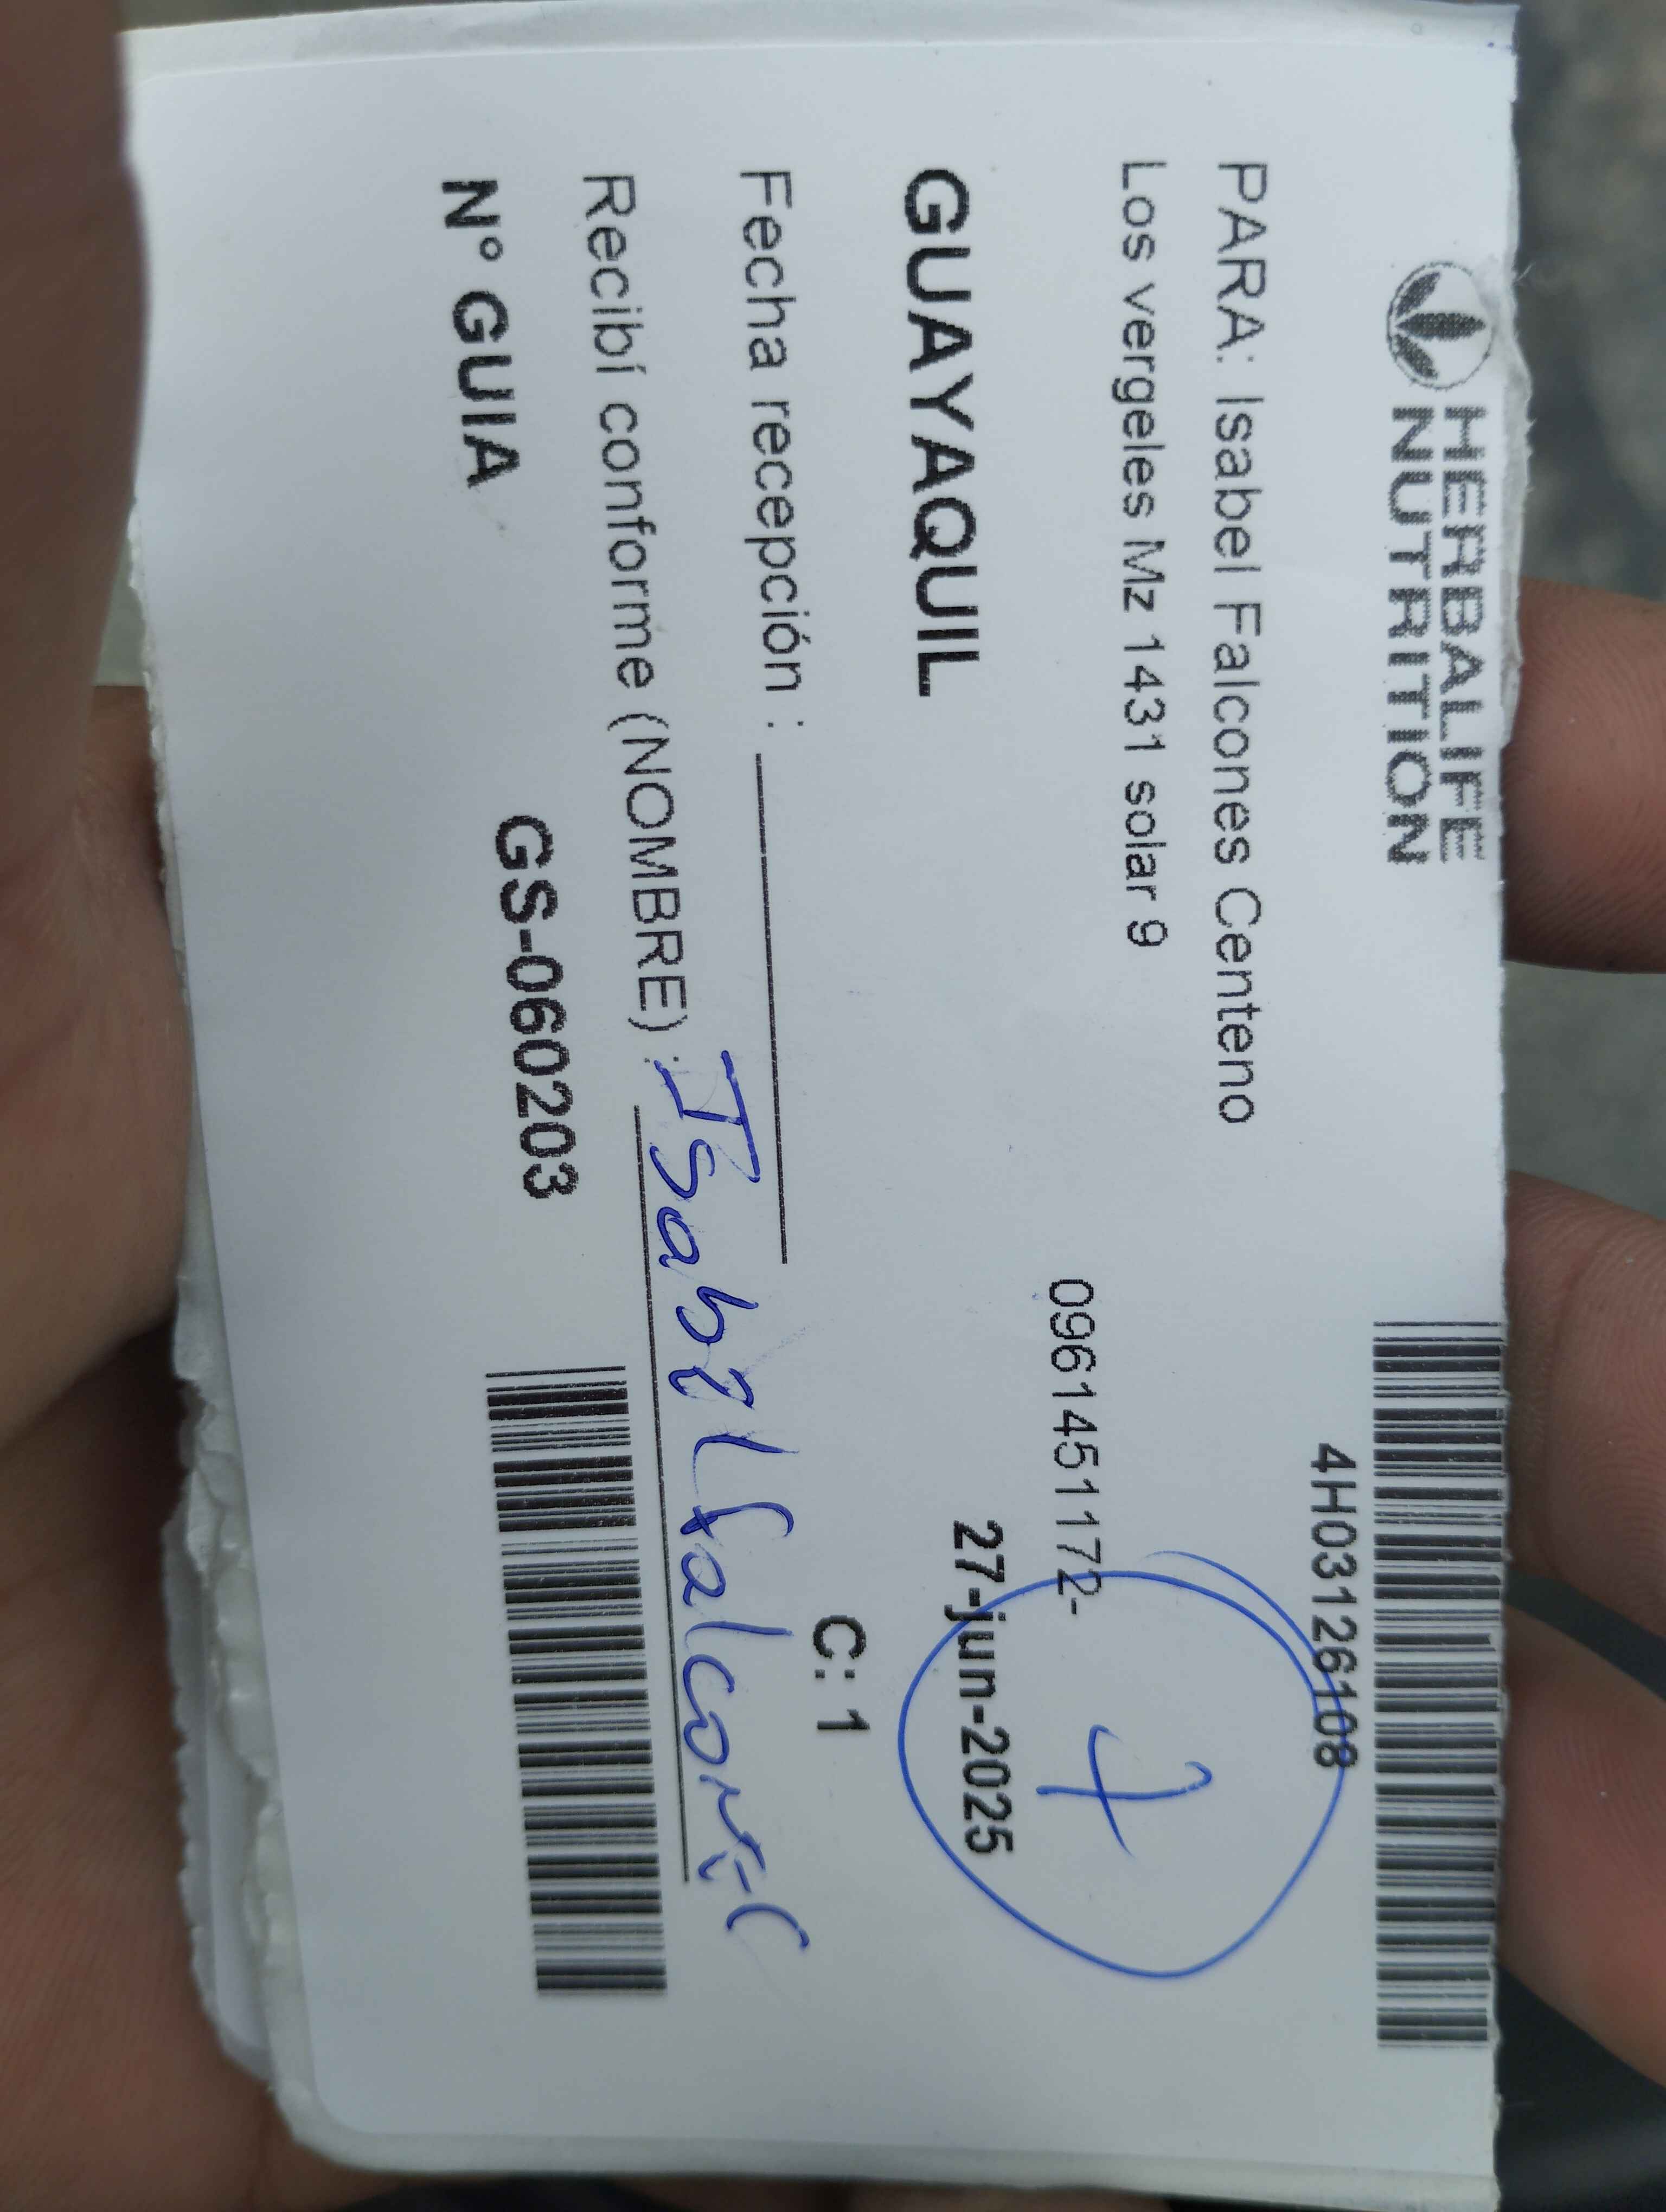 HERBALIFE
NUTRITION
4H03126108
PARA: Isabel Falcones Centeno
Los vergeles Mz 1431 solar 9
0961451172-
GUAYAQUIL
27-jun-2025
Fecha recepción :
C: 1
Recibí conforme (NOMBRE) : Isabel Falcones C
N° GUIA GS-060203